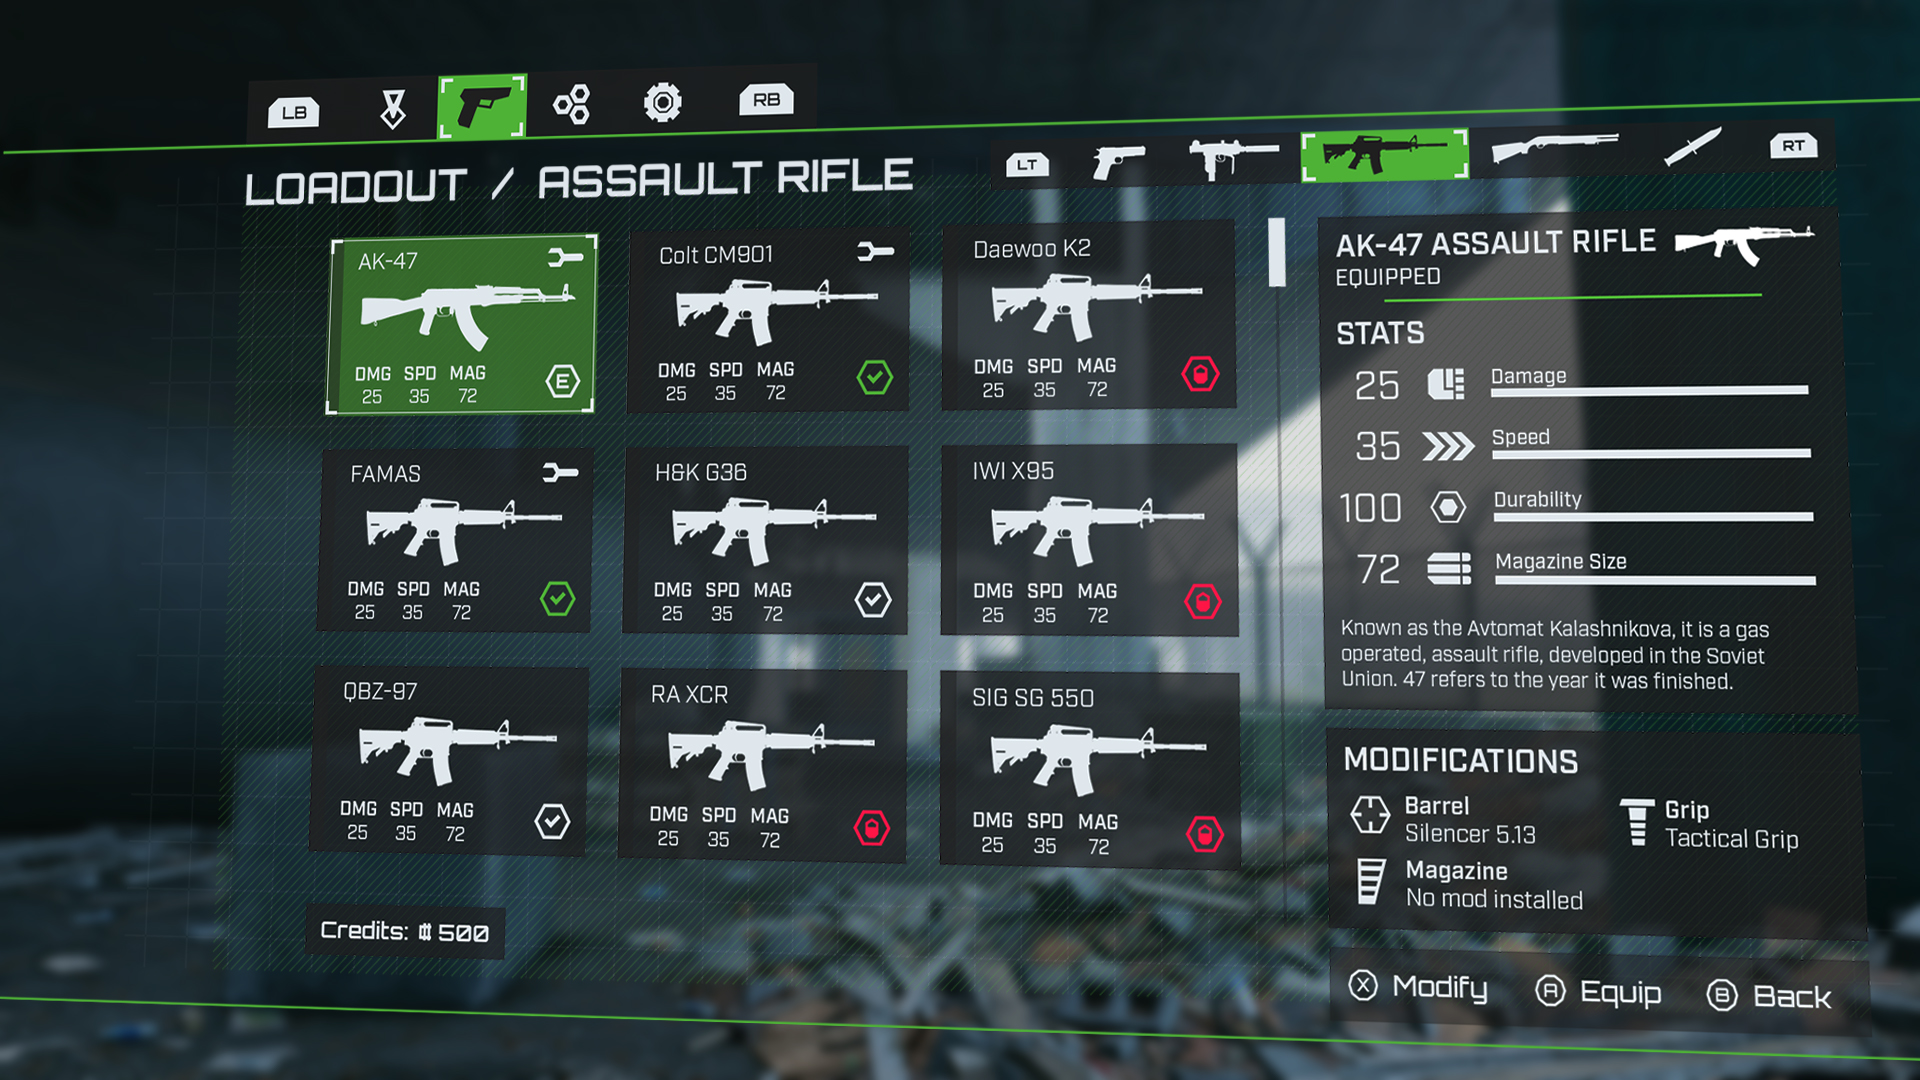 LB
RB
LOADOUT / ASSAULT RIFLE
LT
RT
AK-47
DMG SPD MAG
25 35 72
E
Colt CM901
DMG SPD MAG
25 35 72
Daewoo K2
DMG SPD MAG
25 35 72
FAMAS
DMG SPD MAG
25 35 72
H&K G36
DMG SPD MAG
25 35 72
IWI X95
DMG SPD MAG
25 35 72
QBZ-97
DMG SPD MAG
25 35 72
RA XCR
DMG SPD MAG
25 35 72
SIG SG 550
DMG SPD MAG
25 35 72
Credits: 500
AK-47 ASSAULT RIFLE
EQUIPPED
STATS
25 Damage
35 Speed
100 Durability
72 Magazine Size
Known as the Avtomat Kalashnikova, it is a gas
operated, assault rifle, developed in the Soviet
Union. 47 refers to the year it was finished.
MODIFICATIONS
Barrel
Silencer 5.13
Grip
Tactical Grip
Magazine
No mod installed
X Modify A Equip B Back